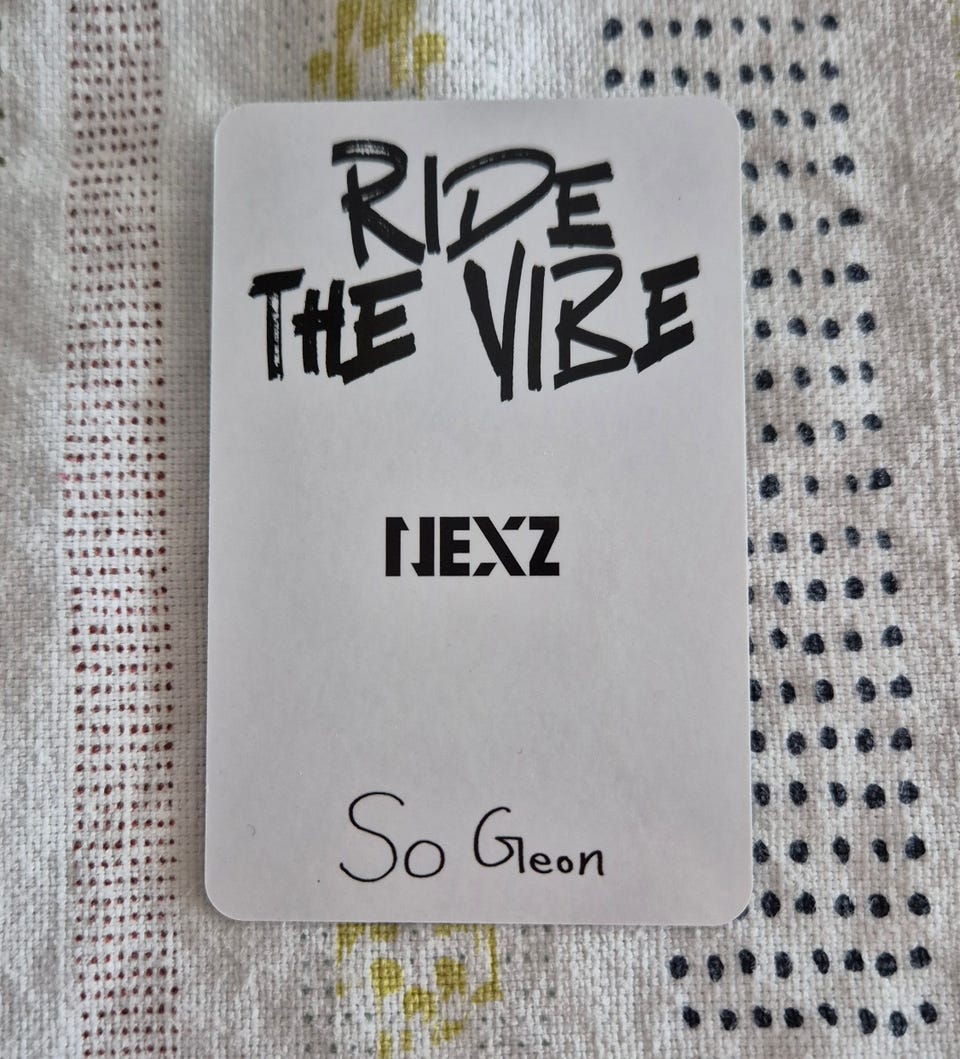 RIDE
THE VIBE
NEXZ
So Geon